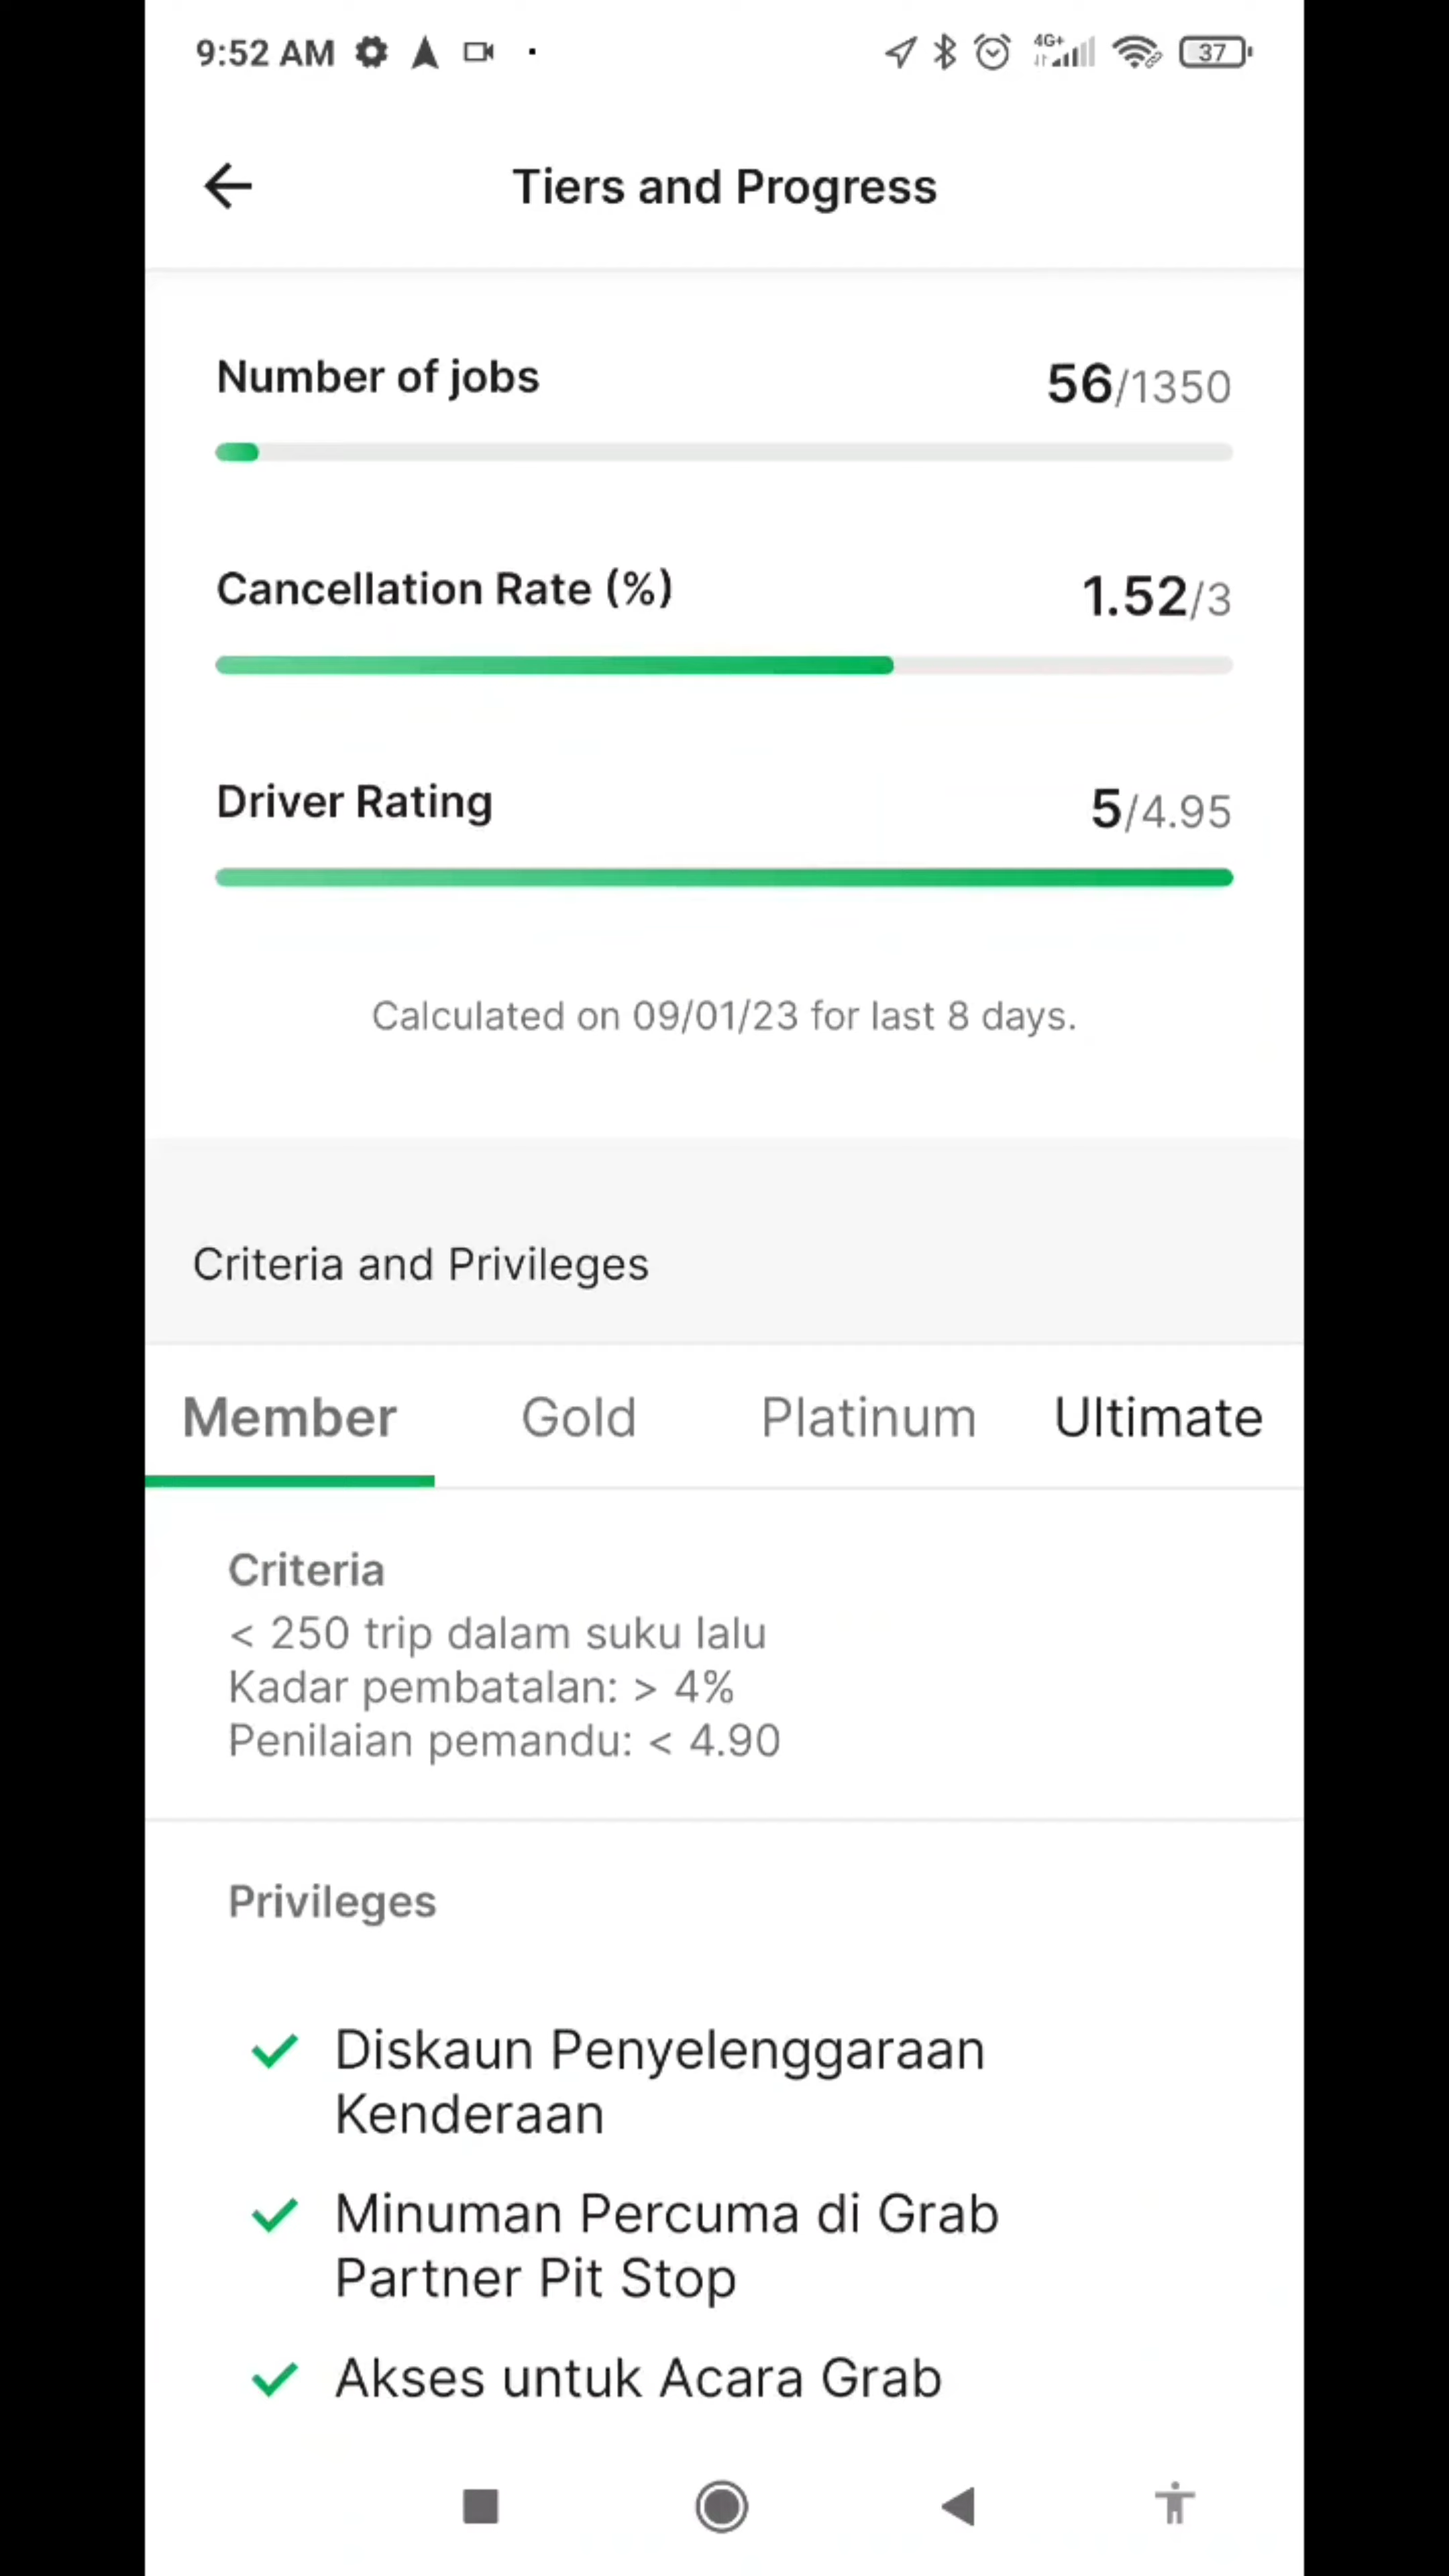 9:52 AM
4G+
37
Tiers and Progress
Number of jobs
56/1350
Cancellation Rate (%)
1.52/3
Driver Rating
5/4.95
Calculated on 09/01/23 for last 8 days.
Criteria and Privileges
Member Gold Platinum Ultimate
Criteria
< 250 trip dalam suku lalu
Kadar pembatalan: > 4%
Penilaian pemandu: < 4.90
Privileges
Diskaun Penyelenggaraan
Kenderaan
Minuman Percuma di Grab
Partner Pit Stop
Akses untuk Acara Grab